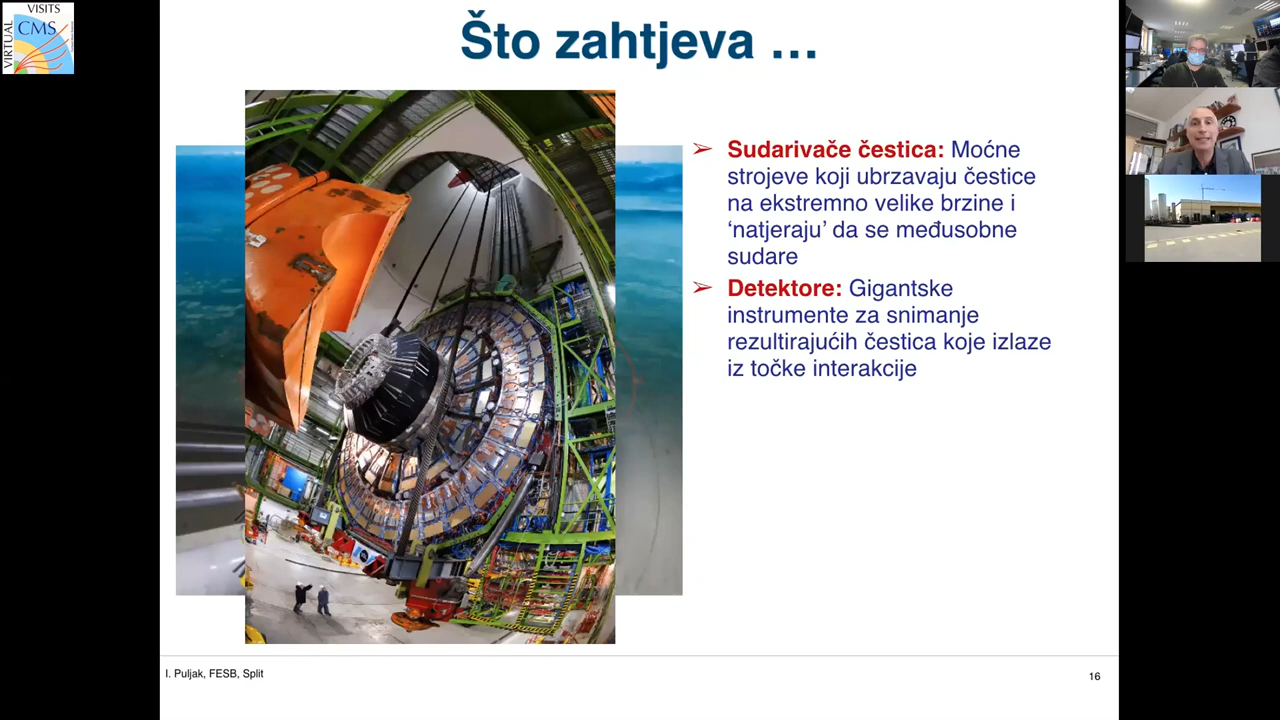 VISITS
CMS
VIRTUAL
Što zahtjeva …
➢ Sudarivače čestica: Moćne
strojeve koji ubrzavaju čestice
na ekstremno velike brzine i
‘natjeraju’ da se međusobne
sudare
➢ Detektore: Gigantske
instrumente za snimanje
rezultirajućih čestica koje izlaze
iz točke interakcije
I. Puljak, FESB, Split
16